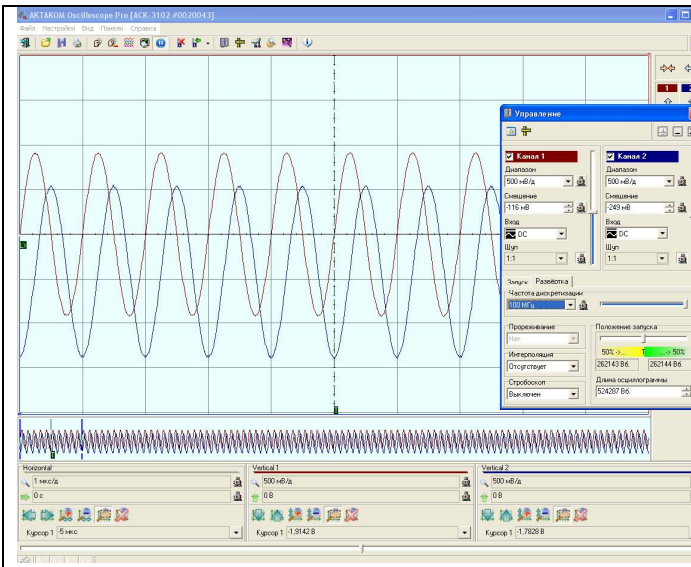 AKTAKOM Oscilloscope Pro [ACK-3102 #0020043]
Файл Настройки Вид Панели Справка
1
Управление
Канал 1
Канал 2
Диапазон
Диапазон
500 мВ/д
500 мВ/д
Смещение
Смещение
-116 мВ
-249 мВ
Вход
Вход
DC
DC
Щуп
Щуп
1:1
1:1
Запуск Развёртка
Частота дискретизации
100 МГц
Прореживание
Положение запуска
Нет
50% ->...
...-> 50%
Интерполяция
Отсутствует
262143 Вб.
262144 Вб.
Стробоскоп
Длина осциллограммы
Выключен
524287 Вб.
Horizontal
Vertical 1
Vertical 2
1 мкс/д
500 мВ/д
500 мВ/д
0 с
0 В
0 В
Курсор 1 -5 мкс
Курсор 1 -1,9142 В
Курсор 1 -1,7828 В